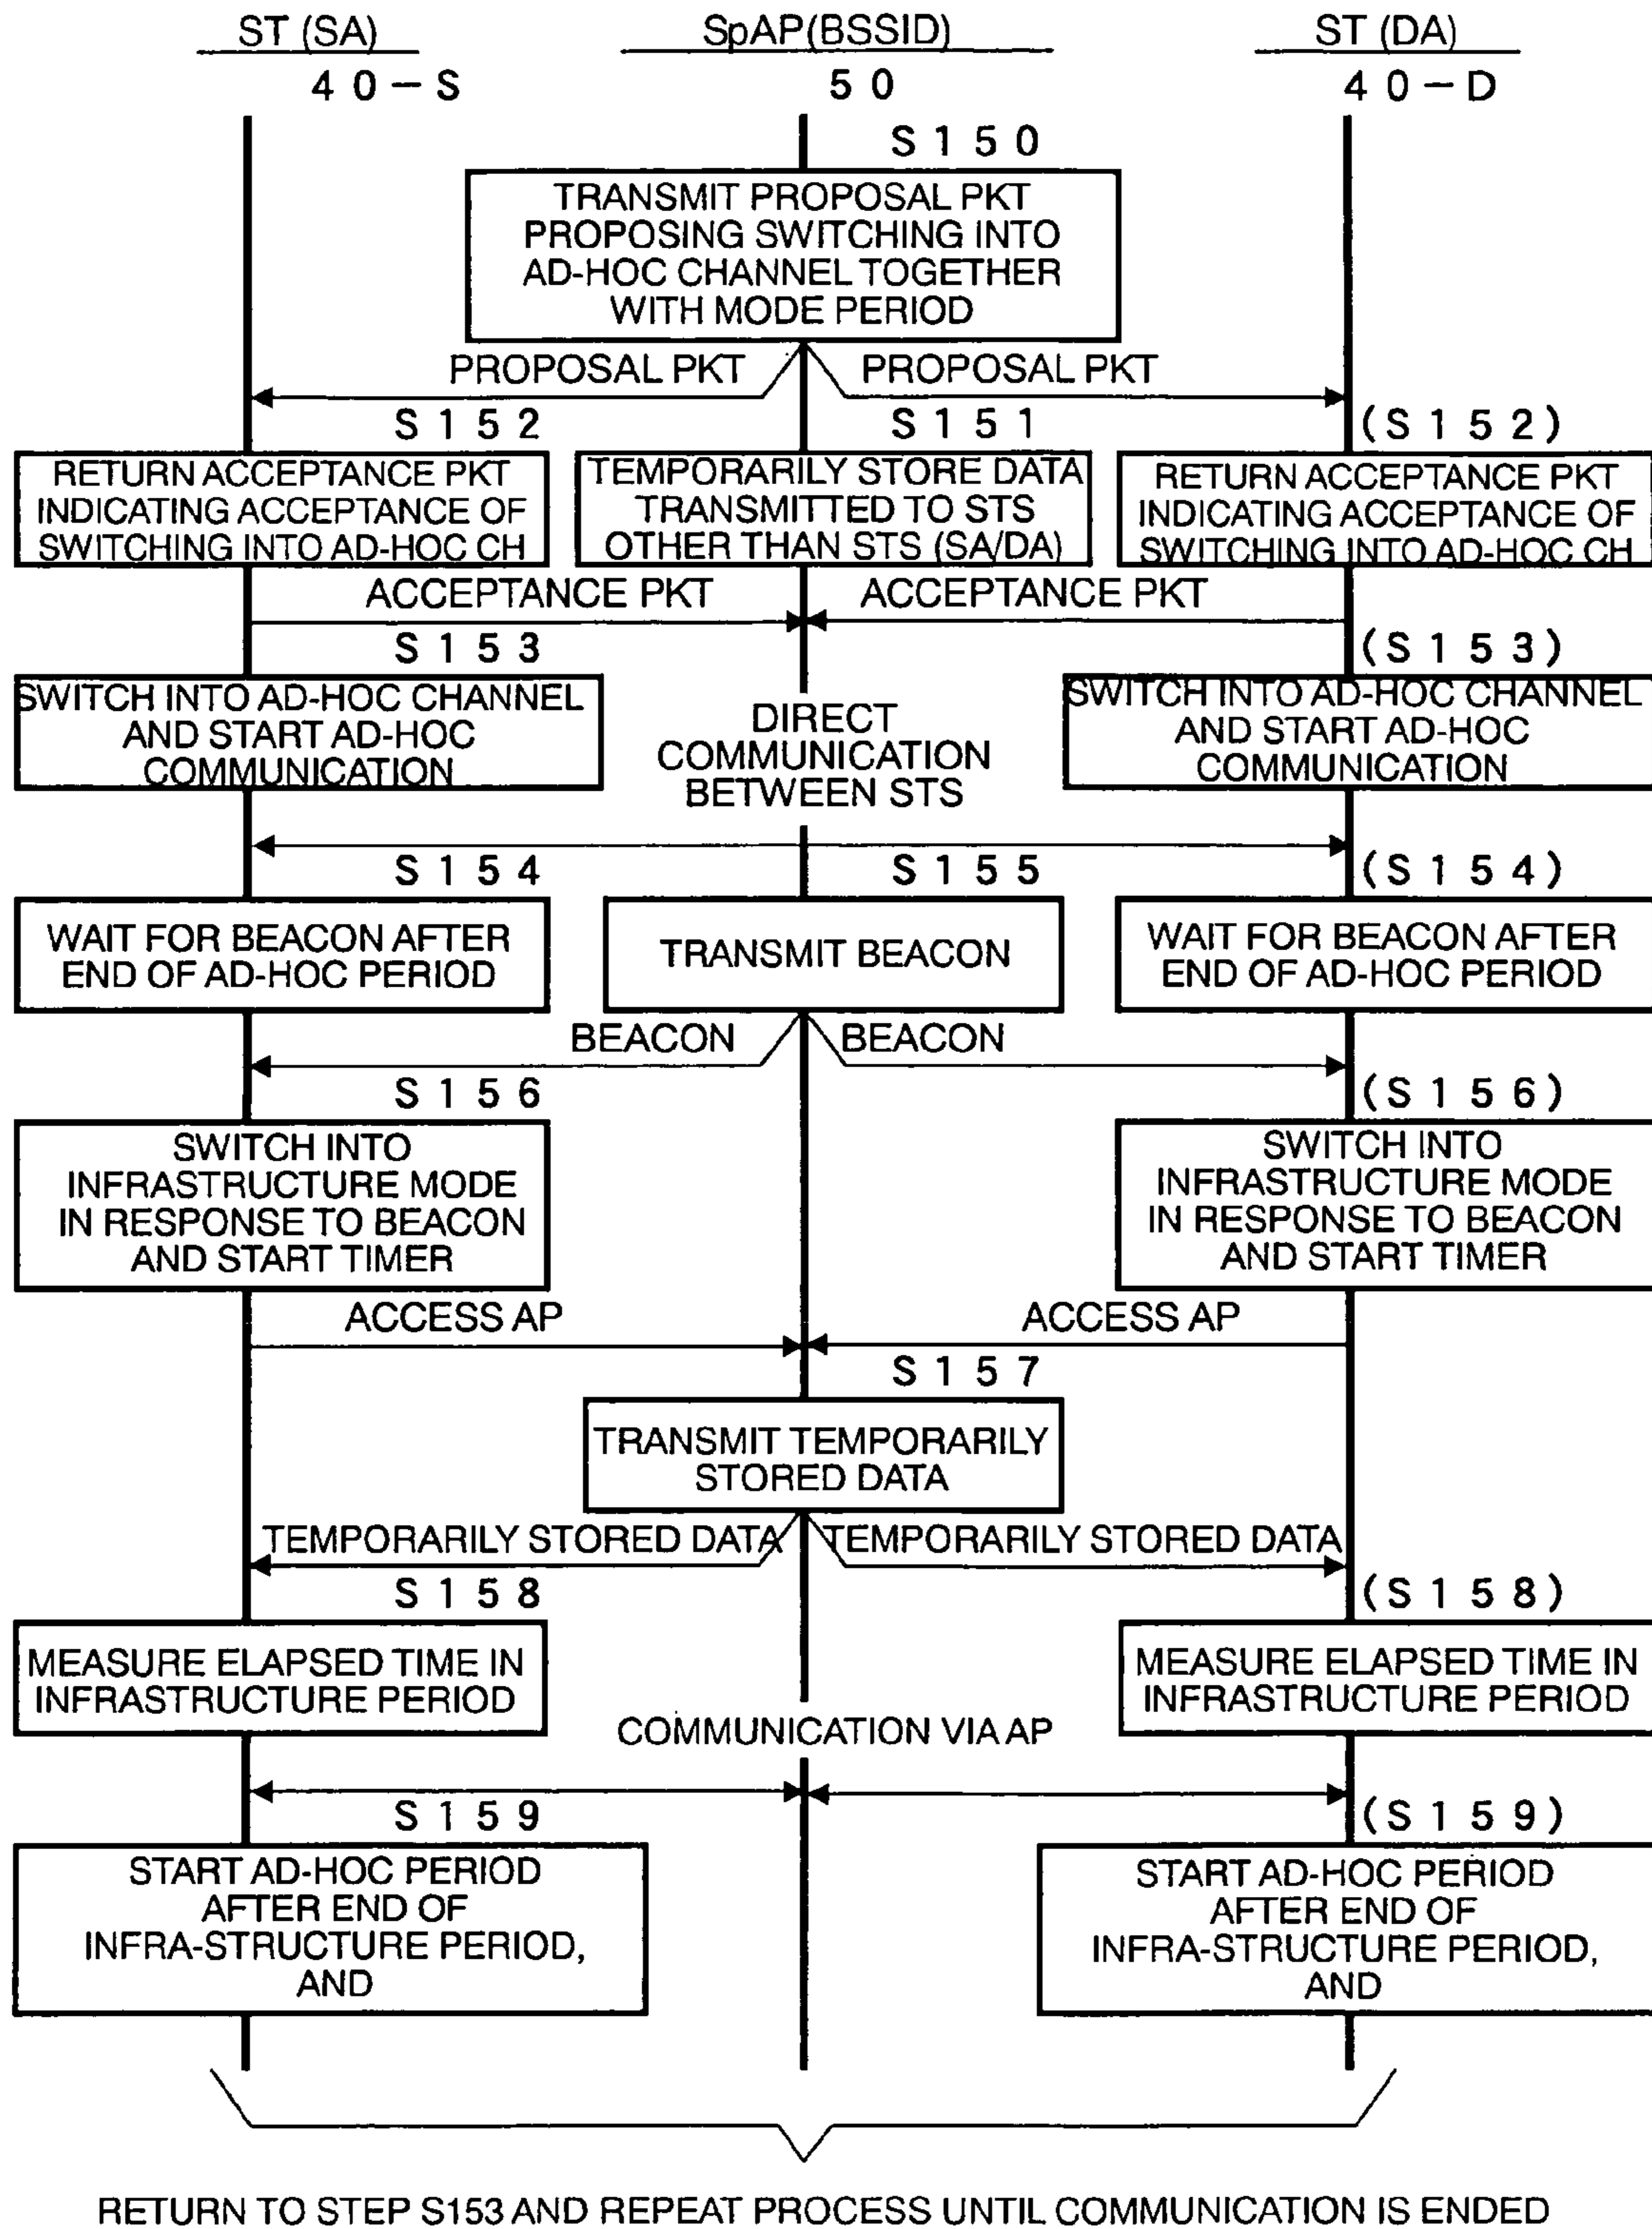 ST (SA)
SpAP(BSSID)
ST (DA)
40-S
50
40-D
S150
TRANSMIT PROPOSAL PKT
PROPOSING SWITCHING INTO
AD-HOC CHANNEL TOGETHER
WITH MODE PERIOD
PROPOSAL PKT
PROPOSAL PKT
S152
S151
(S152)
RETURN ACCEPTANCE PKT
INDICATING ACCEPTANCE OF
SWITCHING INTO AD-HOC CH
TEMPORARILY STORE DATA
TRANSMITTED TO STS
OTHER THAN STS (SA/DA)
RETURN ACCEPTANCE PKT
INDICATING ACCEPTANCE OF
SWITCHING INTO AD-HOC CH
ACCEPTANCE PKT
ACCEPTANCE PKT
S153
(S153)
SWITCH INTO AD-HOC CHANNEL
AND START AD-HOC
COMMUNICATION
DIRECT
COMMUNICATION
BETWEEN STS
SWITCH INTO AD-HOC CHANNEL
AND START AD-HOC
COMMUNICATION
S154
S155
(S154)
WAIT FOR BEACON AFTER
END OF AD-HOC PERIOD
TRANSMIT BEACON
WAIT FOR BEACON AFTER
END OF AD-HOC PERIOD
BEACON
BEACON
S156
(S156)
SWITCH INTO
INFRASTRUCTURE MODE
IN RESPONSE TO BEACON
AND START TIMER
SWITCH INTO
INFRASTRUCTURE MODE
IN RESPONSE TO BEACON
AND START TIMER
ACCESS AP
ACCESS AP
S157
TRANSMIT TEMPORARILY
STORED DATA
TEMPORARILY STORED DATA
TEMPORARILY STORED DATA
S158
(S158)
MEASURE ELAPSED TIME IN
INFRASTRUCTURE PERIOD
MEASURE ELAPSED TIME IN
INFRASTRUCTURE PERIOD
COMMUNICATION VIA AP
S159
(S159)
START AD-HOC PERIOD
AFTER END OF
INFRA-STRUCTURE PERIOD,
AND
START AD-HOC PERIOD
AFTER END OF
INFRA-STRUCTURE PERIOD,
AND
RETURN TO STEP S153 AND REPEAT PROCESS UNTIL COMMUNICATION IS ENDED